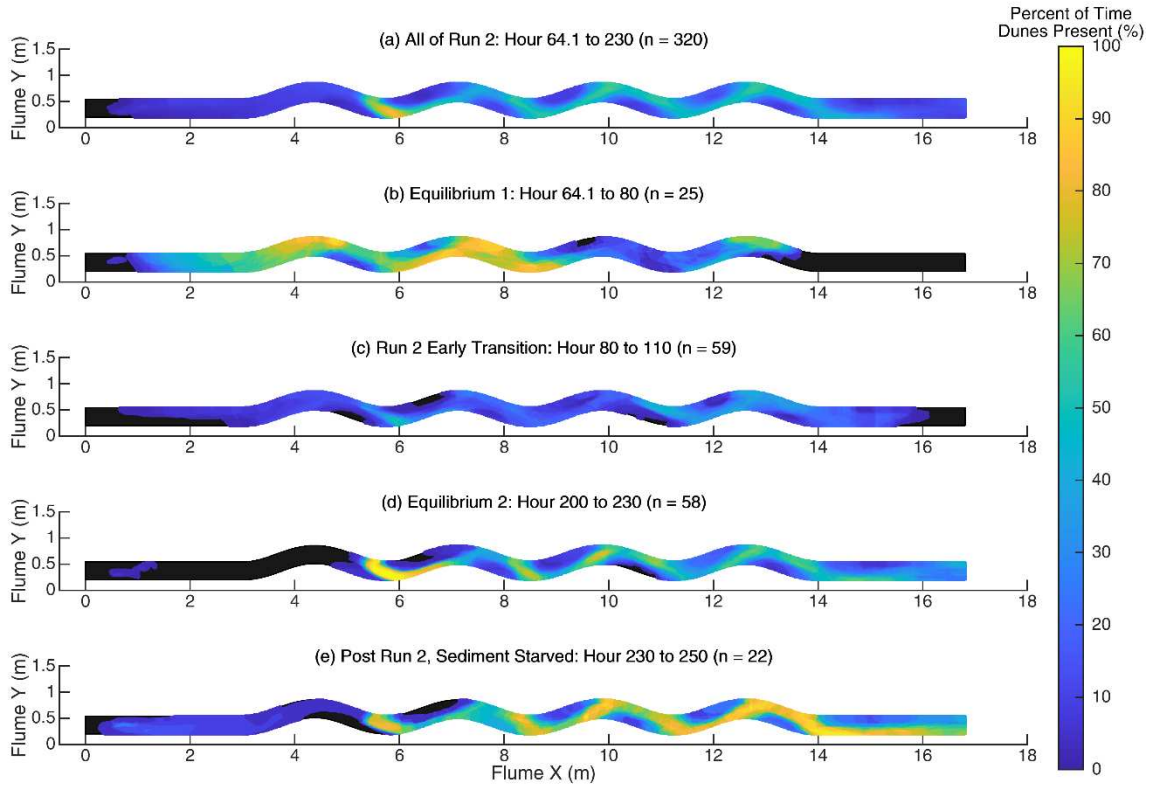 Percent of Time
Dunes Present (%)
(a) All of Run 2: Hour 64.1 to 230 (n = 320)
Flume Y (m)
1.5
1
0.5
0
0 2 4 6 8 10 12 14 16 18
(b) Equilibrium 1: Hour 64.1 to 80 (n = 25)
Flume Y (m)
1.5
1
0.5
0
0 2 4 6 8 10 12 14 16 18
(c) Run 2 Early Transition: Hour 80 to 110 (n = 59)
Flume Y (m)
1.5
1
0.5
0
0 2 4 6 8 10 12 14 16 18
(d) Equilibrium 2: Hour 200 to 230 (n = 58)
Flume Y (m)
1.5
1
0.5
0
0 2 4 6 8 10 12 14 16 18
(e) Post Run 2, Sediment Starved: Hour 230 to 250 (n = 22)
Flume Y (m)
1.5
1
0.5
0
0 2 4 6 8 10 12 14 16 18
Flume X (m)
100
90
80
70
60
50
40
30
20
10
0